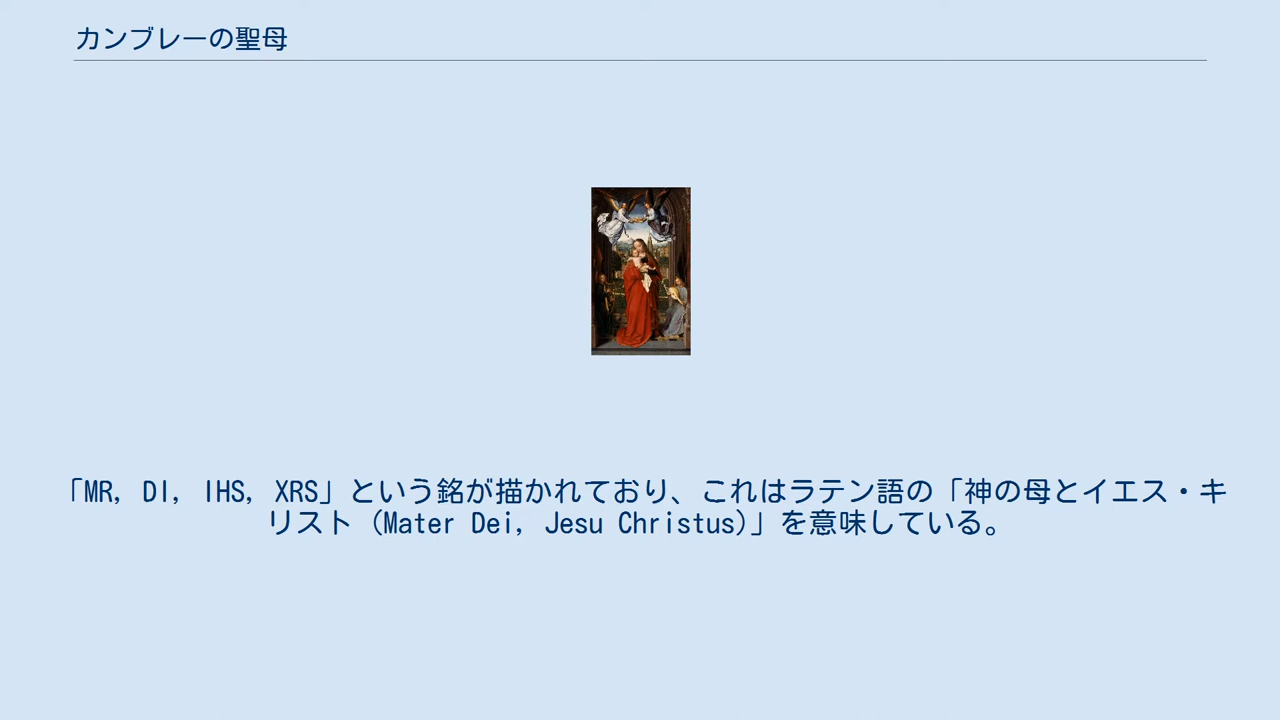 カンブレーの聖母
「MR, DI, IHS, XRS」という銘が描かれており、これはラテン語の「神の母とイエス・キ
リスト (Mater Dei, Jesu Christus)」を意味している。